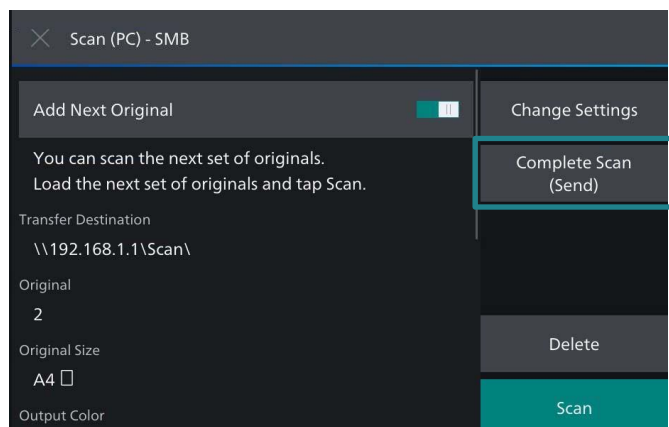 Scan (PC) - SMB
Add Next Original
You can scan the next set of originals.
Load the next set of originals and tap Scan.
Transfer Destination
\\192.168.1.1\Scan\
Original
2
Original Size
A4
Output Color
Change Settings
Complete Scan
(Send)
Delete
Scan